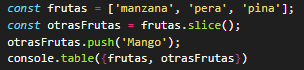 const frutas = ['manzana', 'pera', 'pina'];
const otrasFrutas = frutas.slice();
otrasFrutas.push('Mango');
console.table({frutas, otrasFrutas})